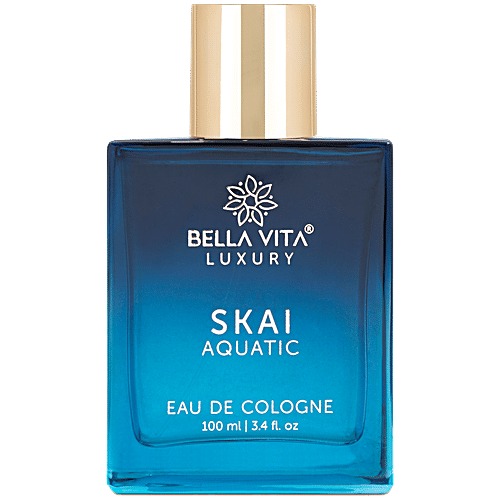 BELLA VITA®
LUXURY
SKAI
AQUATIC
EAU DE COLOGNE
100 ml | 3.4 fl. oz